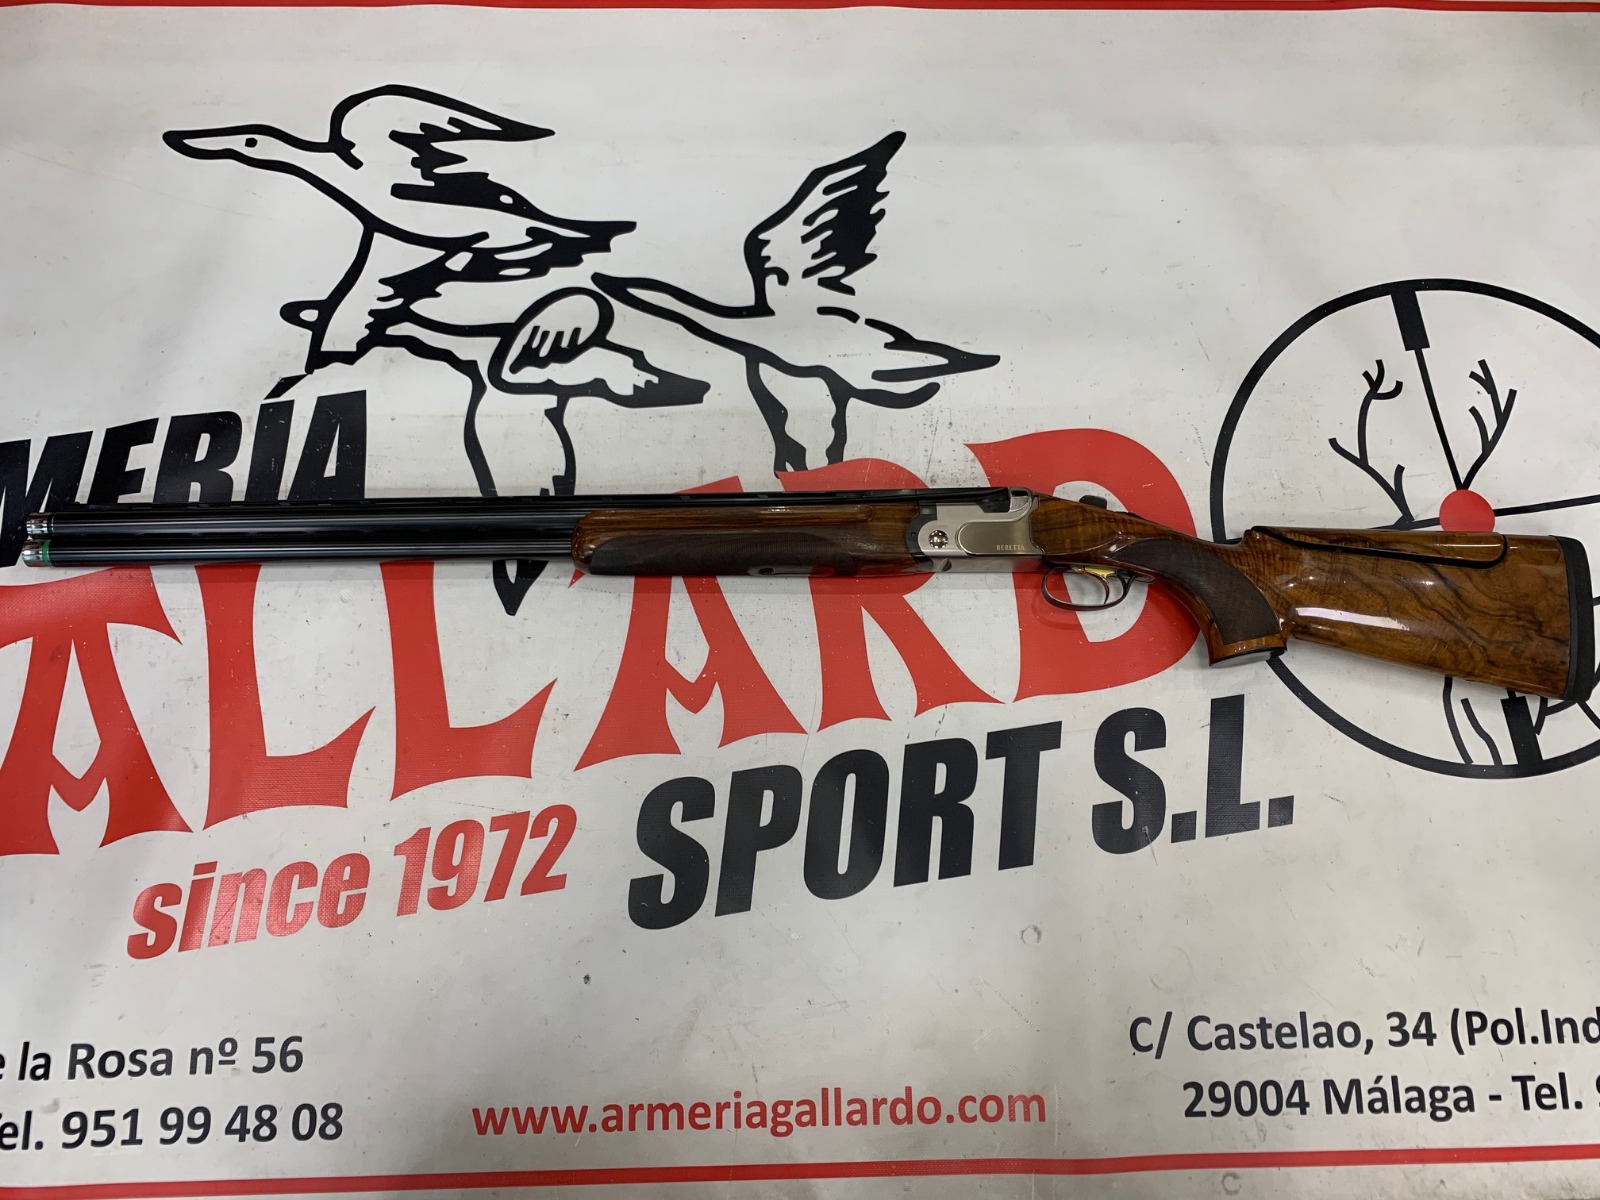 MERÍA
ALLARD
SPORT S.L.
since 1972
BERETTA
e la Rosa nº 56
Tel. 951 99 48 08
www.armeriagallardo.com
C/ Castelao, 34 (Pol.Ind
29004 Málaga - Tel. 9